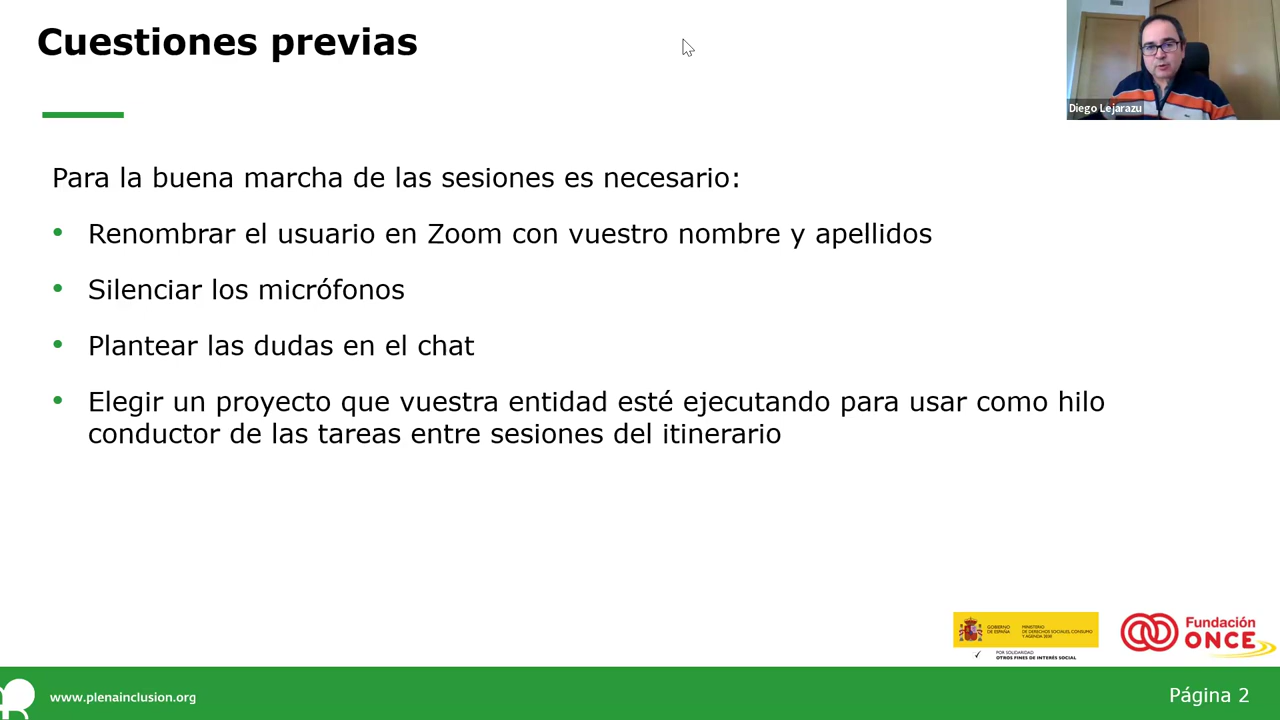 Cuestiones previas
Diego Lejarazu
Para la buena marcha de las sesiones es necesario:
• Renombrar el usuario en Zoom con vuestro nombre y apellidos
• Silenciar los micrófonos
• Plantear las dudas en el chat
• Elegir un proyecto que vuestra entidad esté ejecutando para usar como hilo
conductor de las tareas entre sesiones del itinerario
GOBIERNO
DE ESPAÑA
MINISTERIO
DE DERECHOS SOCIALES, CONSUMO
Y AGENDA 2030
POR SOLIDARIDAD
OTROS FINES DE INTERÉS SOCIAL
Fundación
ONCE
www.plenainclusion.org
Página 2